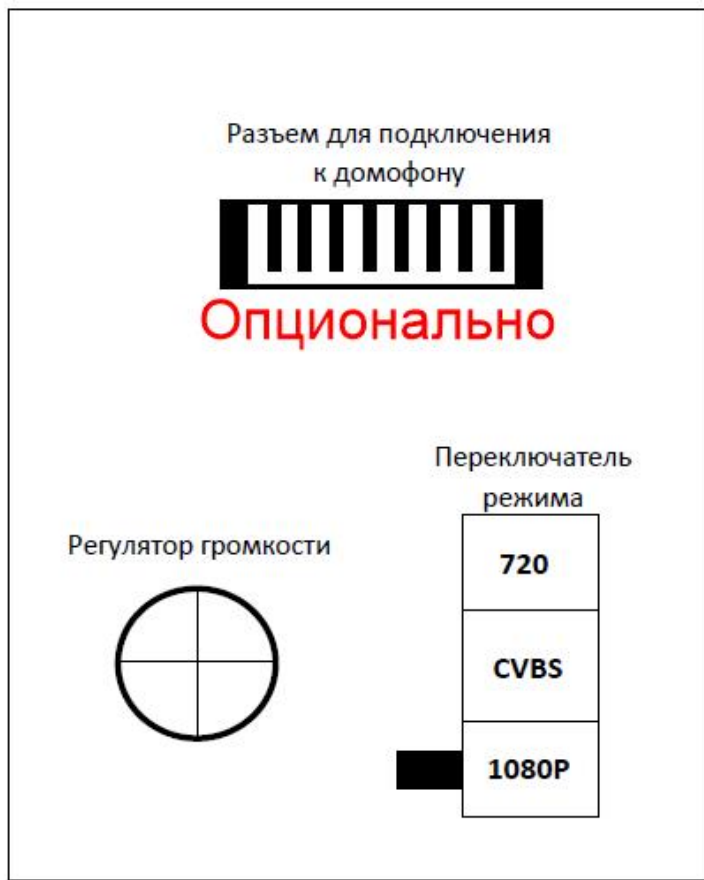 Разъем для подключения
к домофону
Опционально
Переключатель
режима
Регулятор громкости
720
CVBS
1080P